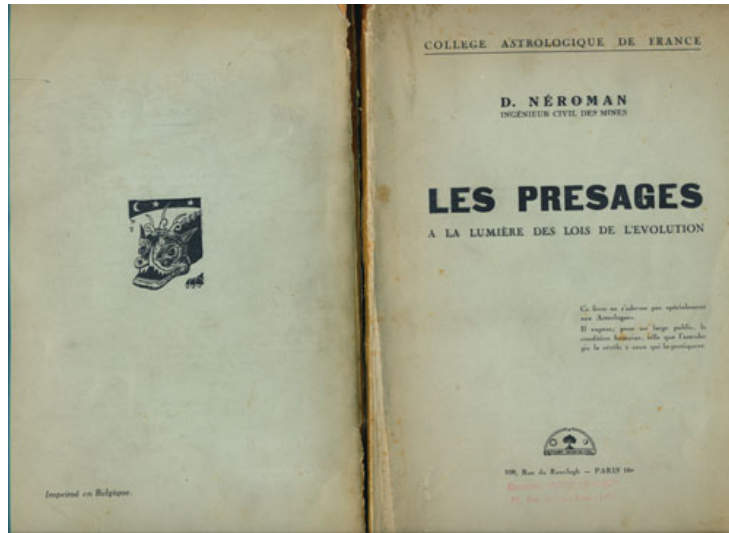 Imprimé en Belgique.
COLLEGE ASTROLOGIQUE DE FRANCE
D. NÉROMAN
INGÉNIEUR CIVIL DES MINES
LES PRESAGES
A LA LUMIÈRE DES LOIS DE L'EVOLUTION
Ce livre ne s'adresse pas spécialement
aux Astrologues.
Il expose, pour un large public, la
condition humaine, telle que l'astrolo
gie la révèle à ceux qui la pratiquent.
Rue du Ranelagh — PARIS 16e